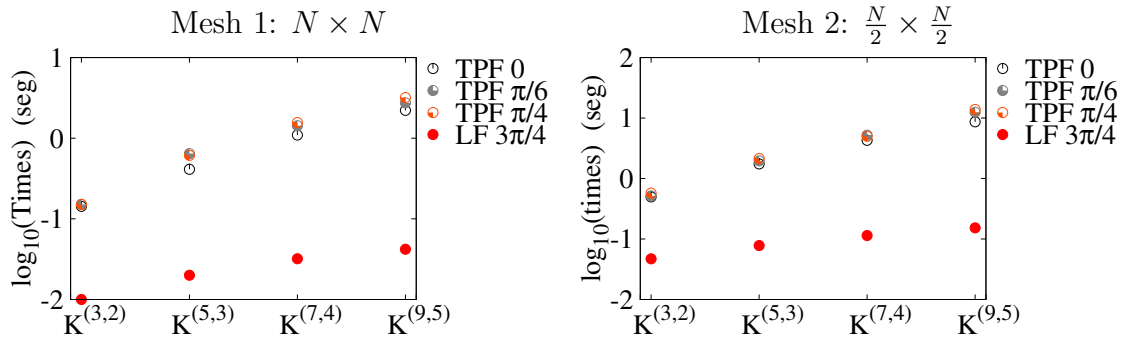 Mesh 1: N × N
log₁₀(Times) (seg)
1
0
-1
-2
K^(3,2) K^(5,3) K^(7,4) K^(9,5)
TPF 0
TPF π/6
TPF π/4
LF 3π/4
Mesh 2: N/2 × N/2
log₁₀(times) (seg)
2
1
0
-1
-2
K^(3,2) K^(5,3) K^(7,4) K^(9,5)
TPF 0
TPF π/6
TPF π/4
LF 3π/4